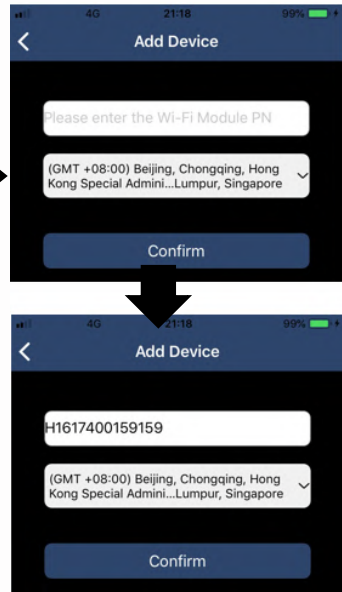 4G 21:18 99%
Add Device
Please enter the Wi-Fi Module PN
(GMT +08:00) Beijing, Chongqing, Hong
Kong Special Admini...Lumpur, Singapore
Confirm
4G 21:18 99%
Add Device
H1617400159159
(GMT +08:00) Beijing, Chongqing, Hong
Kong Special Admini...Lumpur, Singapore
Confirm